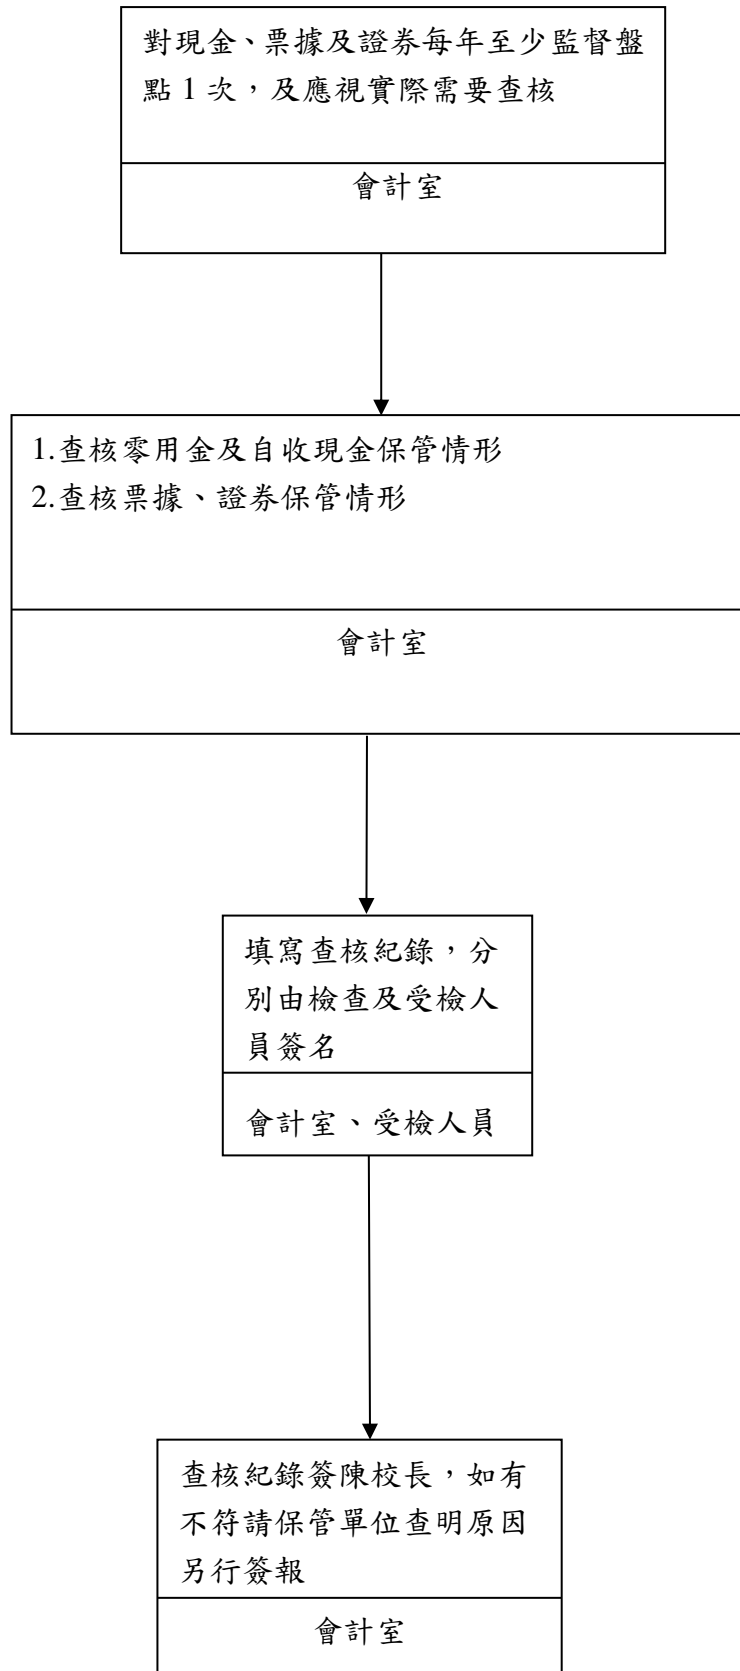 對現金、票據及證券每年至少監督盤
點 1 次，及應視實際需要查核
會計室
1.查核零用金及自收現金保管情形
2.查核票據、證券保管情形
會計室
填寫查核紀錄，分
別由檢查及受檢人
員簽名
會計室、受檢人員
查核紀錄簽陳校長，如有
不符請保管單位查明原因
另行簽報
會計室